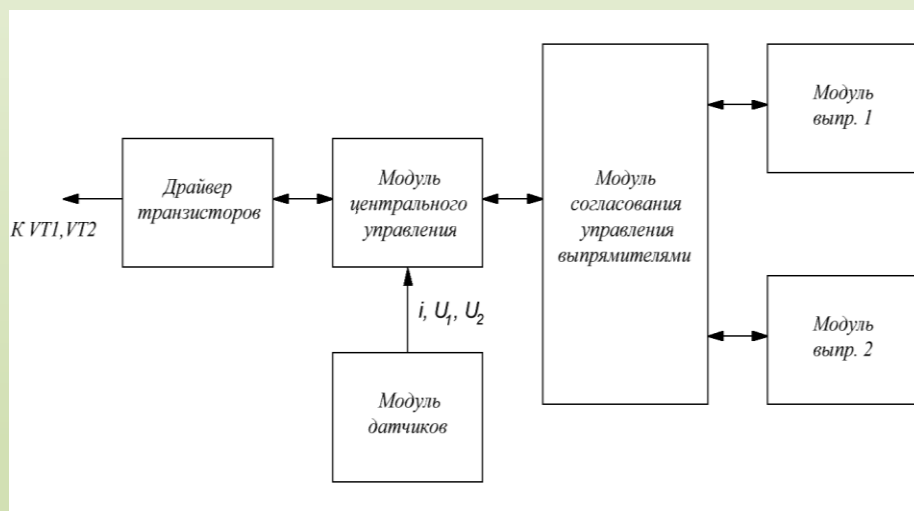 Драйвер
транзисторов
К VT1,VT2
Модуль
центрального
управления
i, U₁, U₂
Модуль
датчиков
Модуль
согласования
управления
выпрямителями
Модуль
выпр. 1
Модуль
выпр. 2